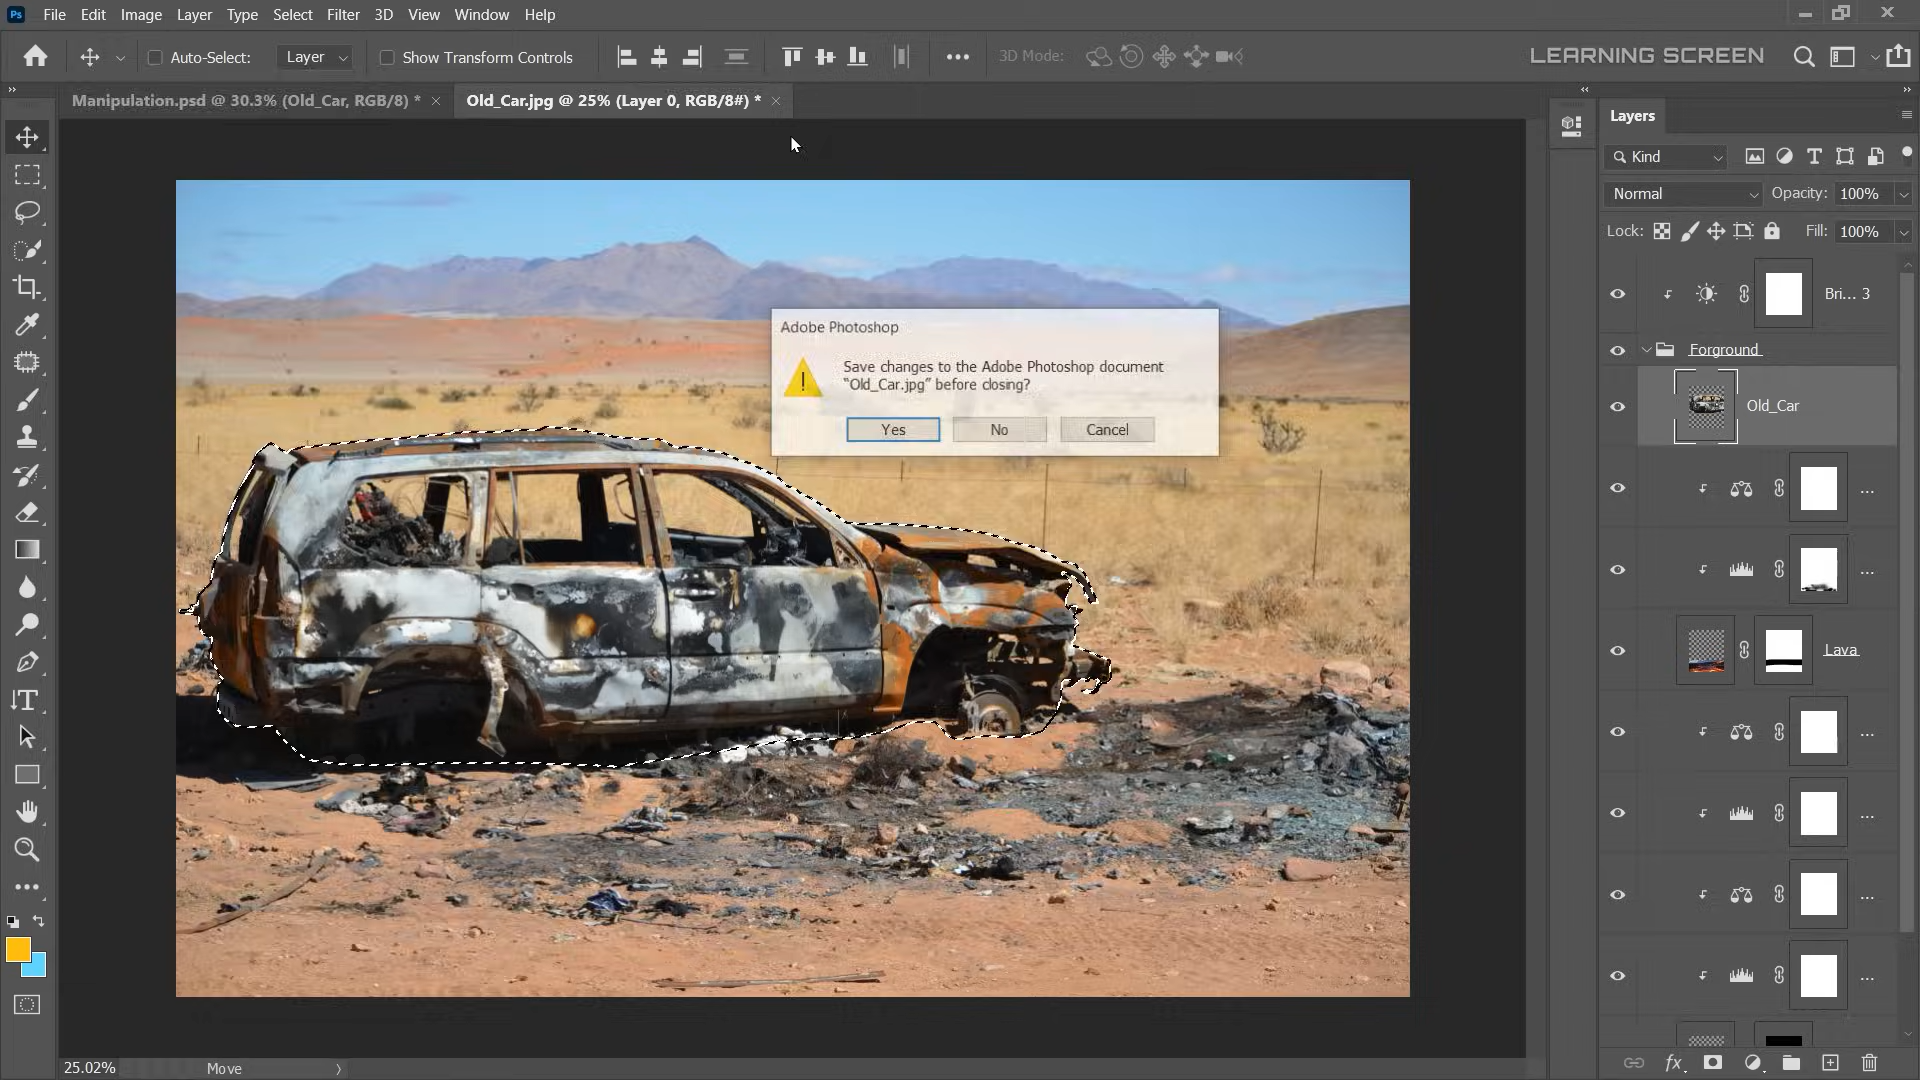 Ps File Edit Image Layer Type Select Filter 3D View Window Help
Auto-Select: Layer Show Transform Controls 3D Mode: LEARNING SCREEN
Manipulation.psd @ 30.3% (Old_Car, RGB/8) * Old_Car.jpg @ 25% (Layer 0, RGB/8#) *
Layers
Kind
Normal Opacity: 100%
Lock: Fill: 100%
Bri... 3
Forground
Old_Car
...
...
Lava
...
...
...
...
Adobe Photoshop
Save changes to the Adobe Photoshop document
“Old_Car.jpg” before closing?
Yes No Cancel
25.02% Move
fx